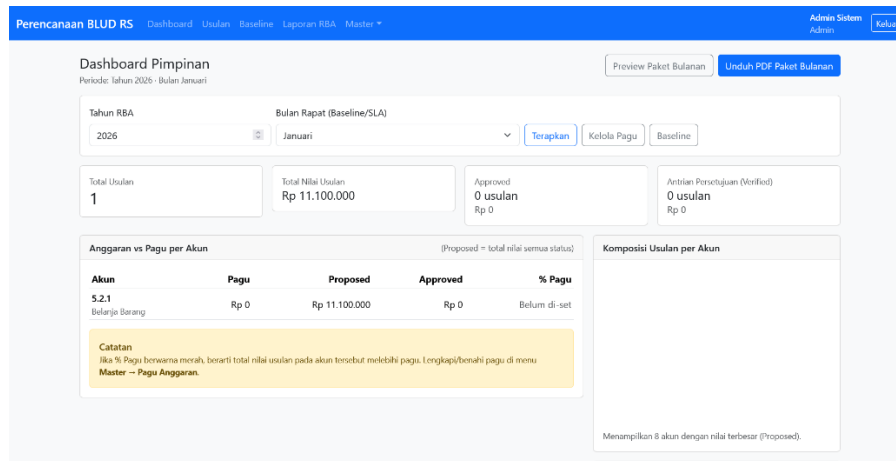 Perencanaan BLUD RS Dashboard Usulan Baseline Laporan RBA Master
Admin Sistem
Admin
Kelua
Dashboard Pimpinan
Periode: Tahun 2026 · Bulan Januari
Preview Paket Bulanan
Unduh PDF Paket Bulanan
Tahun RBA
2026
Bulan Rapat (Baseline/SLA)
Januari
Terapkan
Kelola Pagu
Baseline
Total Usulan
1
Total Nilai Usulan
Rp 11.100.000
Approved
0 usulan
Rp 0
Antrian Persetujuan (Verified)
0 usulan
Rp 0
Anggaran vs Pagu per Akun (Proposed = total nilai semua status)
Akun Pagu Proposed Approved % Pagu
5.2.1
Belanja Barang Rp 0 Rp 11.100.000 Rp 0 Belum di-set
Catatan
Jika % Pagu berwarna merah, berarti total nilai usulan pada akun tersebut melebihi pagu. Lengkapi/benahi pagu di menu
Master → Pagu Anggaran.
Komposisi Usulan per Akun
Menampilkan 8 akun dengan nilai terbesar (Proposed).